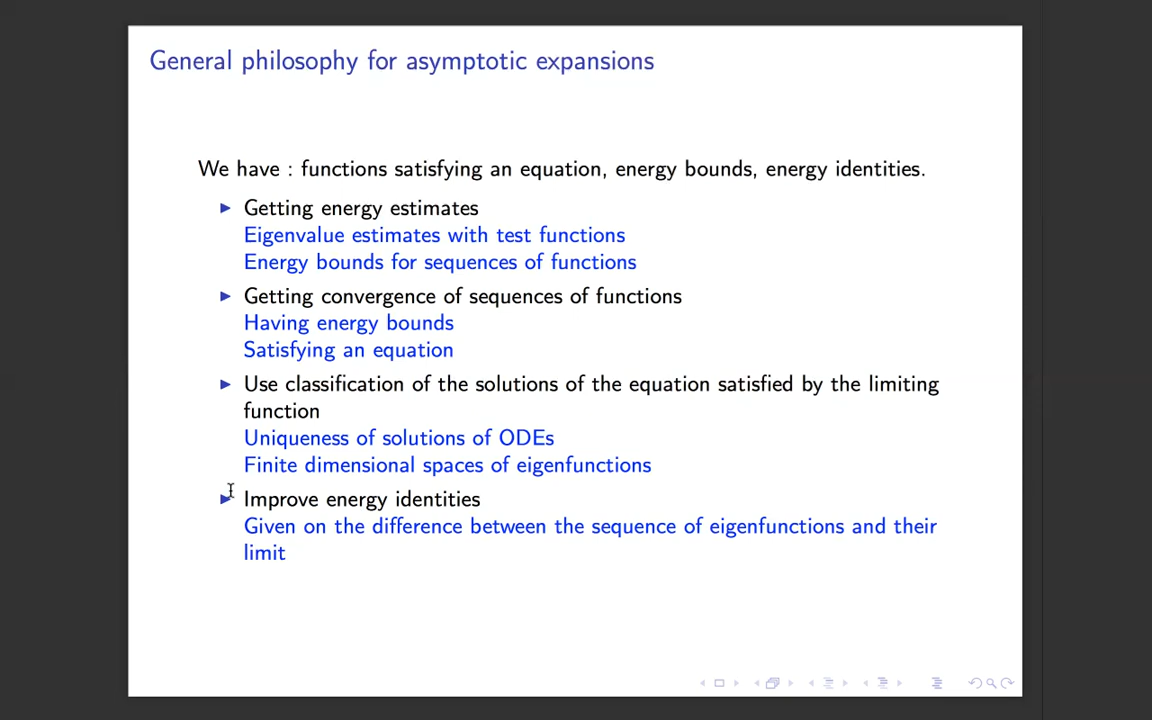 General philosophy for asymptotic expansions
We have : functions satisfying an equation, energy bounds, energy identities.
Getting energy estimates
Eigenvalue estimates with test functions
Energy bounds for sequences of functions
Getting convergence of sequences of functions
Having energy bounds
Satisfying an equation
Use classification of the solutions of the equation satisfied by the limiting
function
Uniqueness of solutions of ODEs
Finite dimensional spaces of eigenfunctions
Improve energy identities
Given on the difference between the sequence of eigenfunctions and their
limit